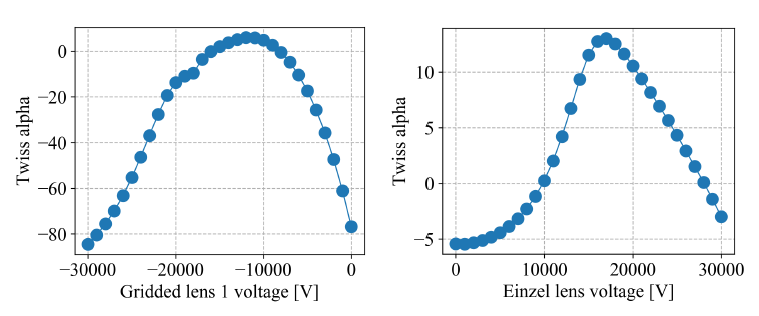 Twiss alpha
0
−20
−40
−60
−80
−30000 −20000 −10000 0
Gridded lens 1 voltage [V]
Twiss alpha
10
5
0
−5
0 10000 20000 30000
Einzel lens voltage [V]